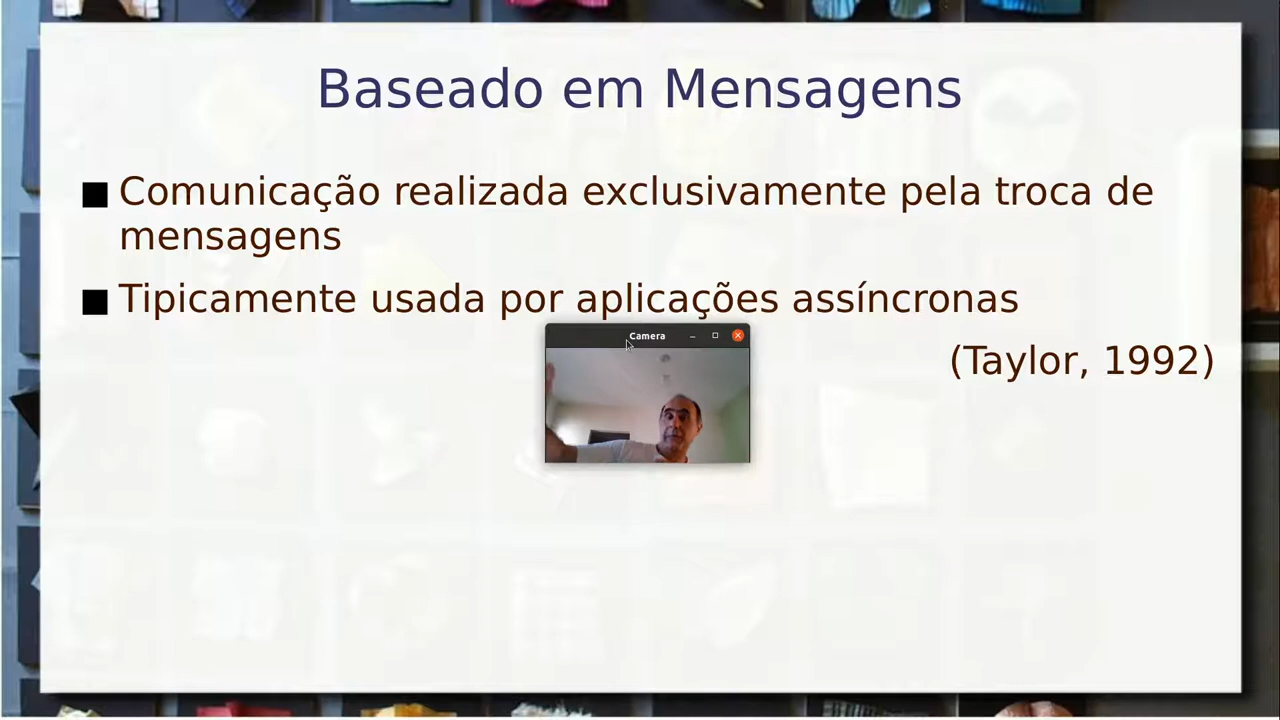 Baseado em Mensagens
Comunicação realizada exclusivamente pela troca de
mensagens
Tipicamente usada por aplicações assíncronas
Camera
(Taylor, 1992)